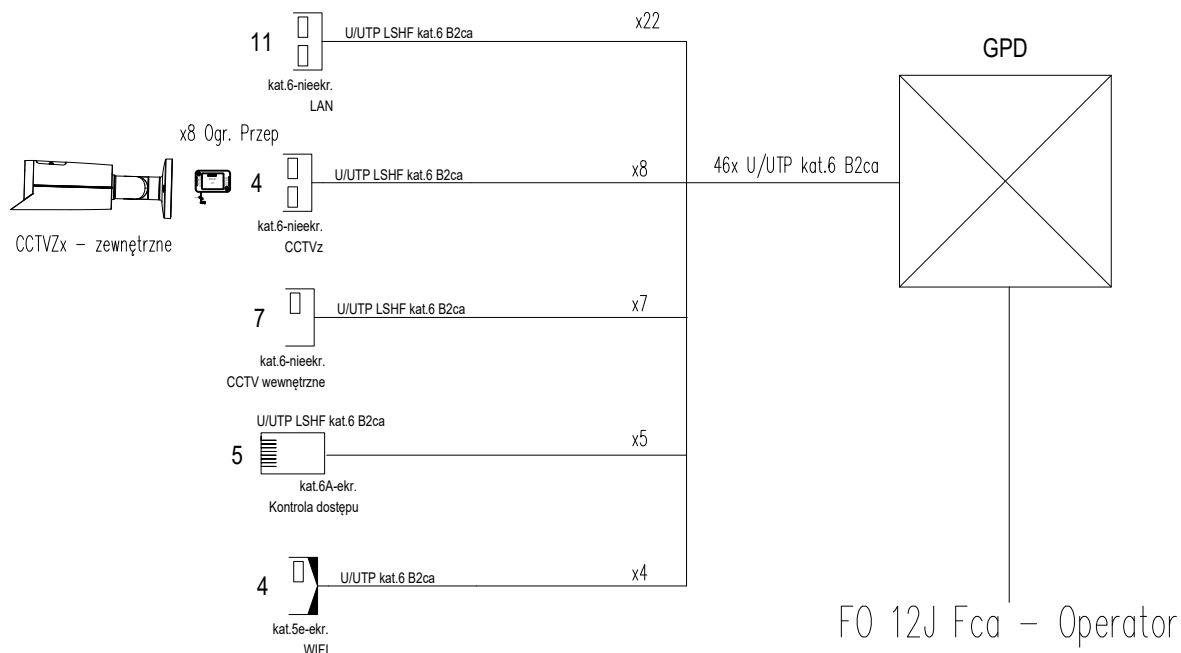 11
U/UTP LSHF kat.6 B2ca
x22
kat.6-nieekr.
LAN
GPD
x8 Ogr. Przep
4
U/UTP LSHF kat.6 B2ca
x8
46x U/UTP kat.6 B2ca
kat.6-nieekr.
CCTVz
CCTVZx – zewnętrzne
7
U/UTP LSHF kat.6 B2ca
x7
kat.6-nieekr.
CCTV wewnętrzne
U/UTP LSHF kat.6 B2ca
5
x5
kat.6A-ekr.
Kontrola dostępu
4
U/UTP kat.6 B2ca
x4
kat.5e-ekr.
WIFI
FO 12J Fca – Operator